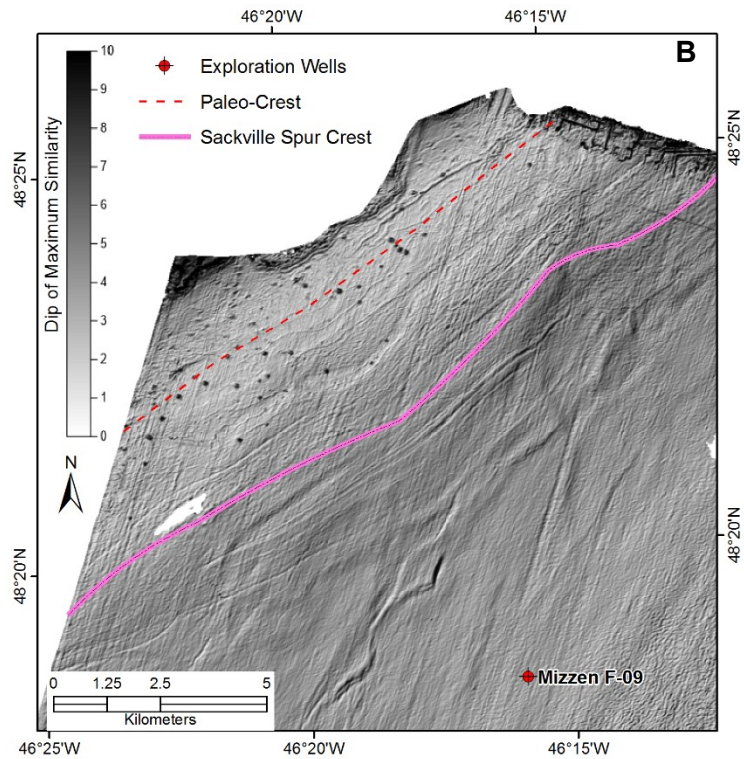 46°20'W 46°15'W
B
10
9
8
7
6
5
4
3
2
1
0
Dip of Maximum Similarity
Exploration Wells
Paleo-Crest
Sackville Spur Crest
48°25'N
48°25'N
N
48°20'N
48°20'N
Mizzen F-09
0 1.25 2.5 5
Kilometers
46°25'W 46°20'W 46°15'W